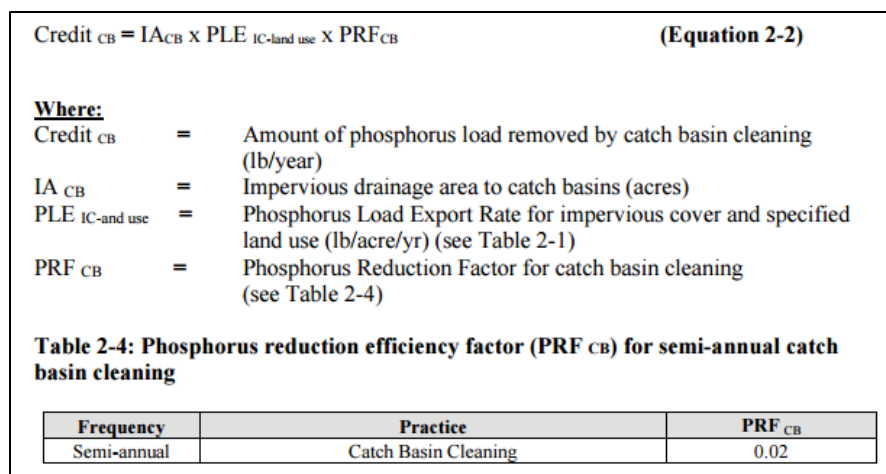 Credit CB = IACB x PLE IC-land use x PRFCB (Equation 2-2)
Where:
Credit CB = Amount of phosphorus load removed by catch basin cleaning
(lb/year)
IA CB = Impervious drainage area to catch basins (acres)
PLE IC-and use = Phosphorus Load Export Rate for impervious cover and specified
land use (lb/acre/yr) (see Table 2-1)
PRF CB = Phosphorus Reduction Factor for catch basin cleaning
(see Table 2-4)
Table 2-4: Phosphorus reduction efficiency factor (PRF CB) for semi-annual catch
basin cleaning
Frequency Practice PRF CB
Semi-annual Catch Basin Cleaning 0.02